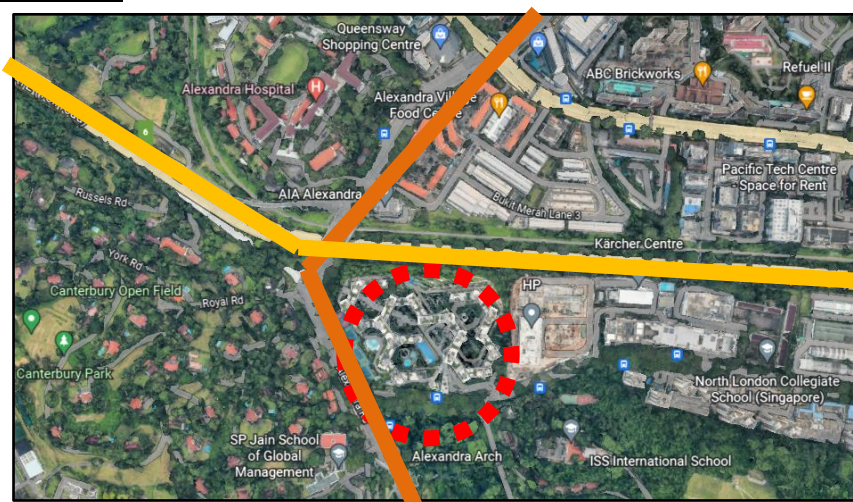 Queensway
Shopping Centre
ABC Brickworks
Refuel II
Alexandra Hospital
Alexandra Village
Food Centre
6
Pacific Tech Centre
- Space for Rent
AIA Alexandra
Bukit Merah Lane 3
Russels Rd
Kärcher Centre
York Rd
HP
Canterbury Open Field
Royal Rd
Canterbury Park
North London Collegiate
School (Singapore)
SP Jain School
of Global
Management
Alexandra Arch
ISS International School